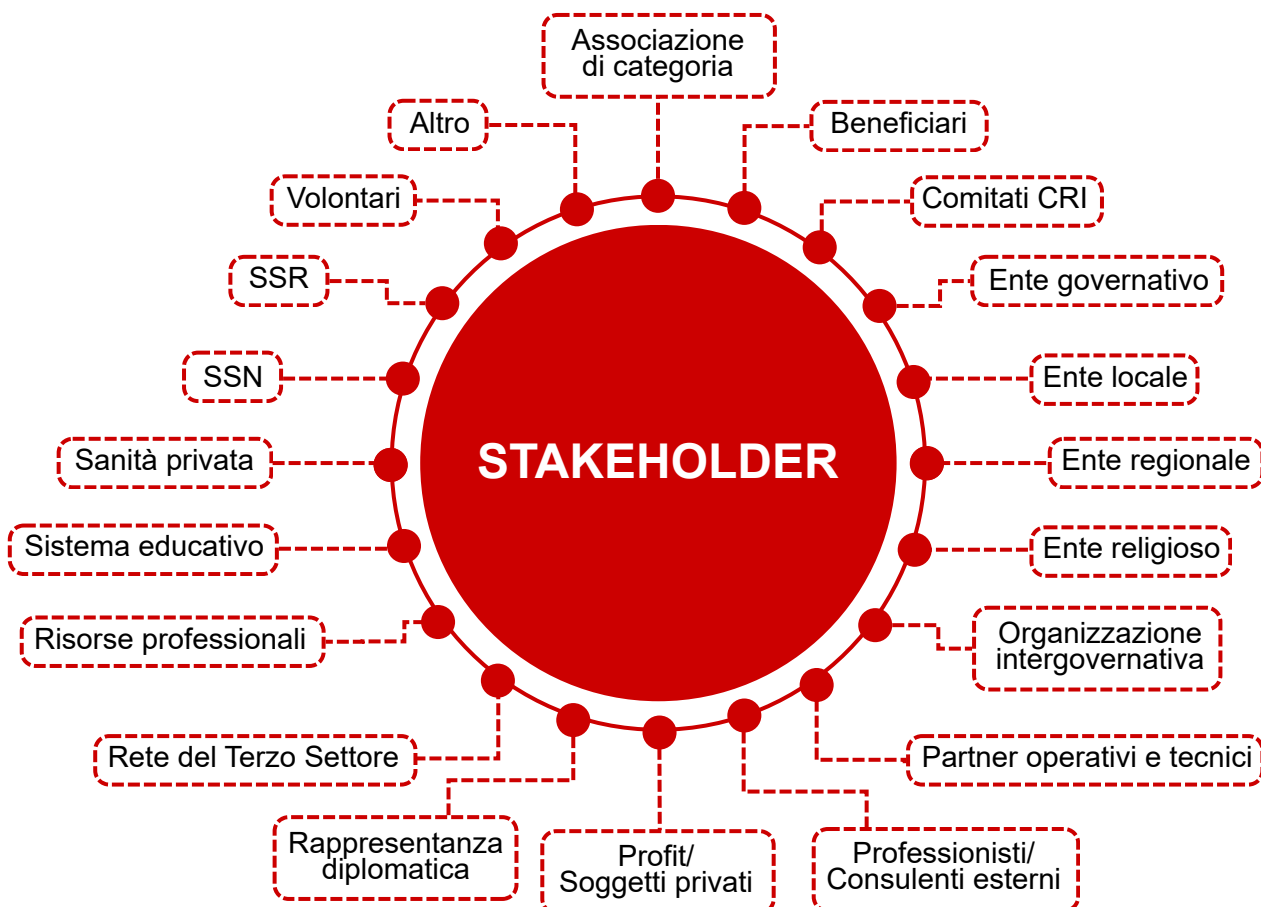 Associazione
di categoria
Beneficiari
Comitati CRI
Ente governativo
Ente locale
Ente regionale
Ente religioso
Organizzazione
intergovernativa
Partner operativi e tecnici
Professionisti/
Consulenti esterni
Profit/
Soggetti privati
Rappresentanza
diplomatica
Rete del Terzo Settore
Risorse professionali
Sistema educativo
Sanità privata
SSN
SSR
Volontari
Altro
STAKEHOLDER